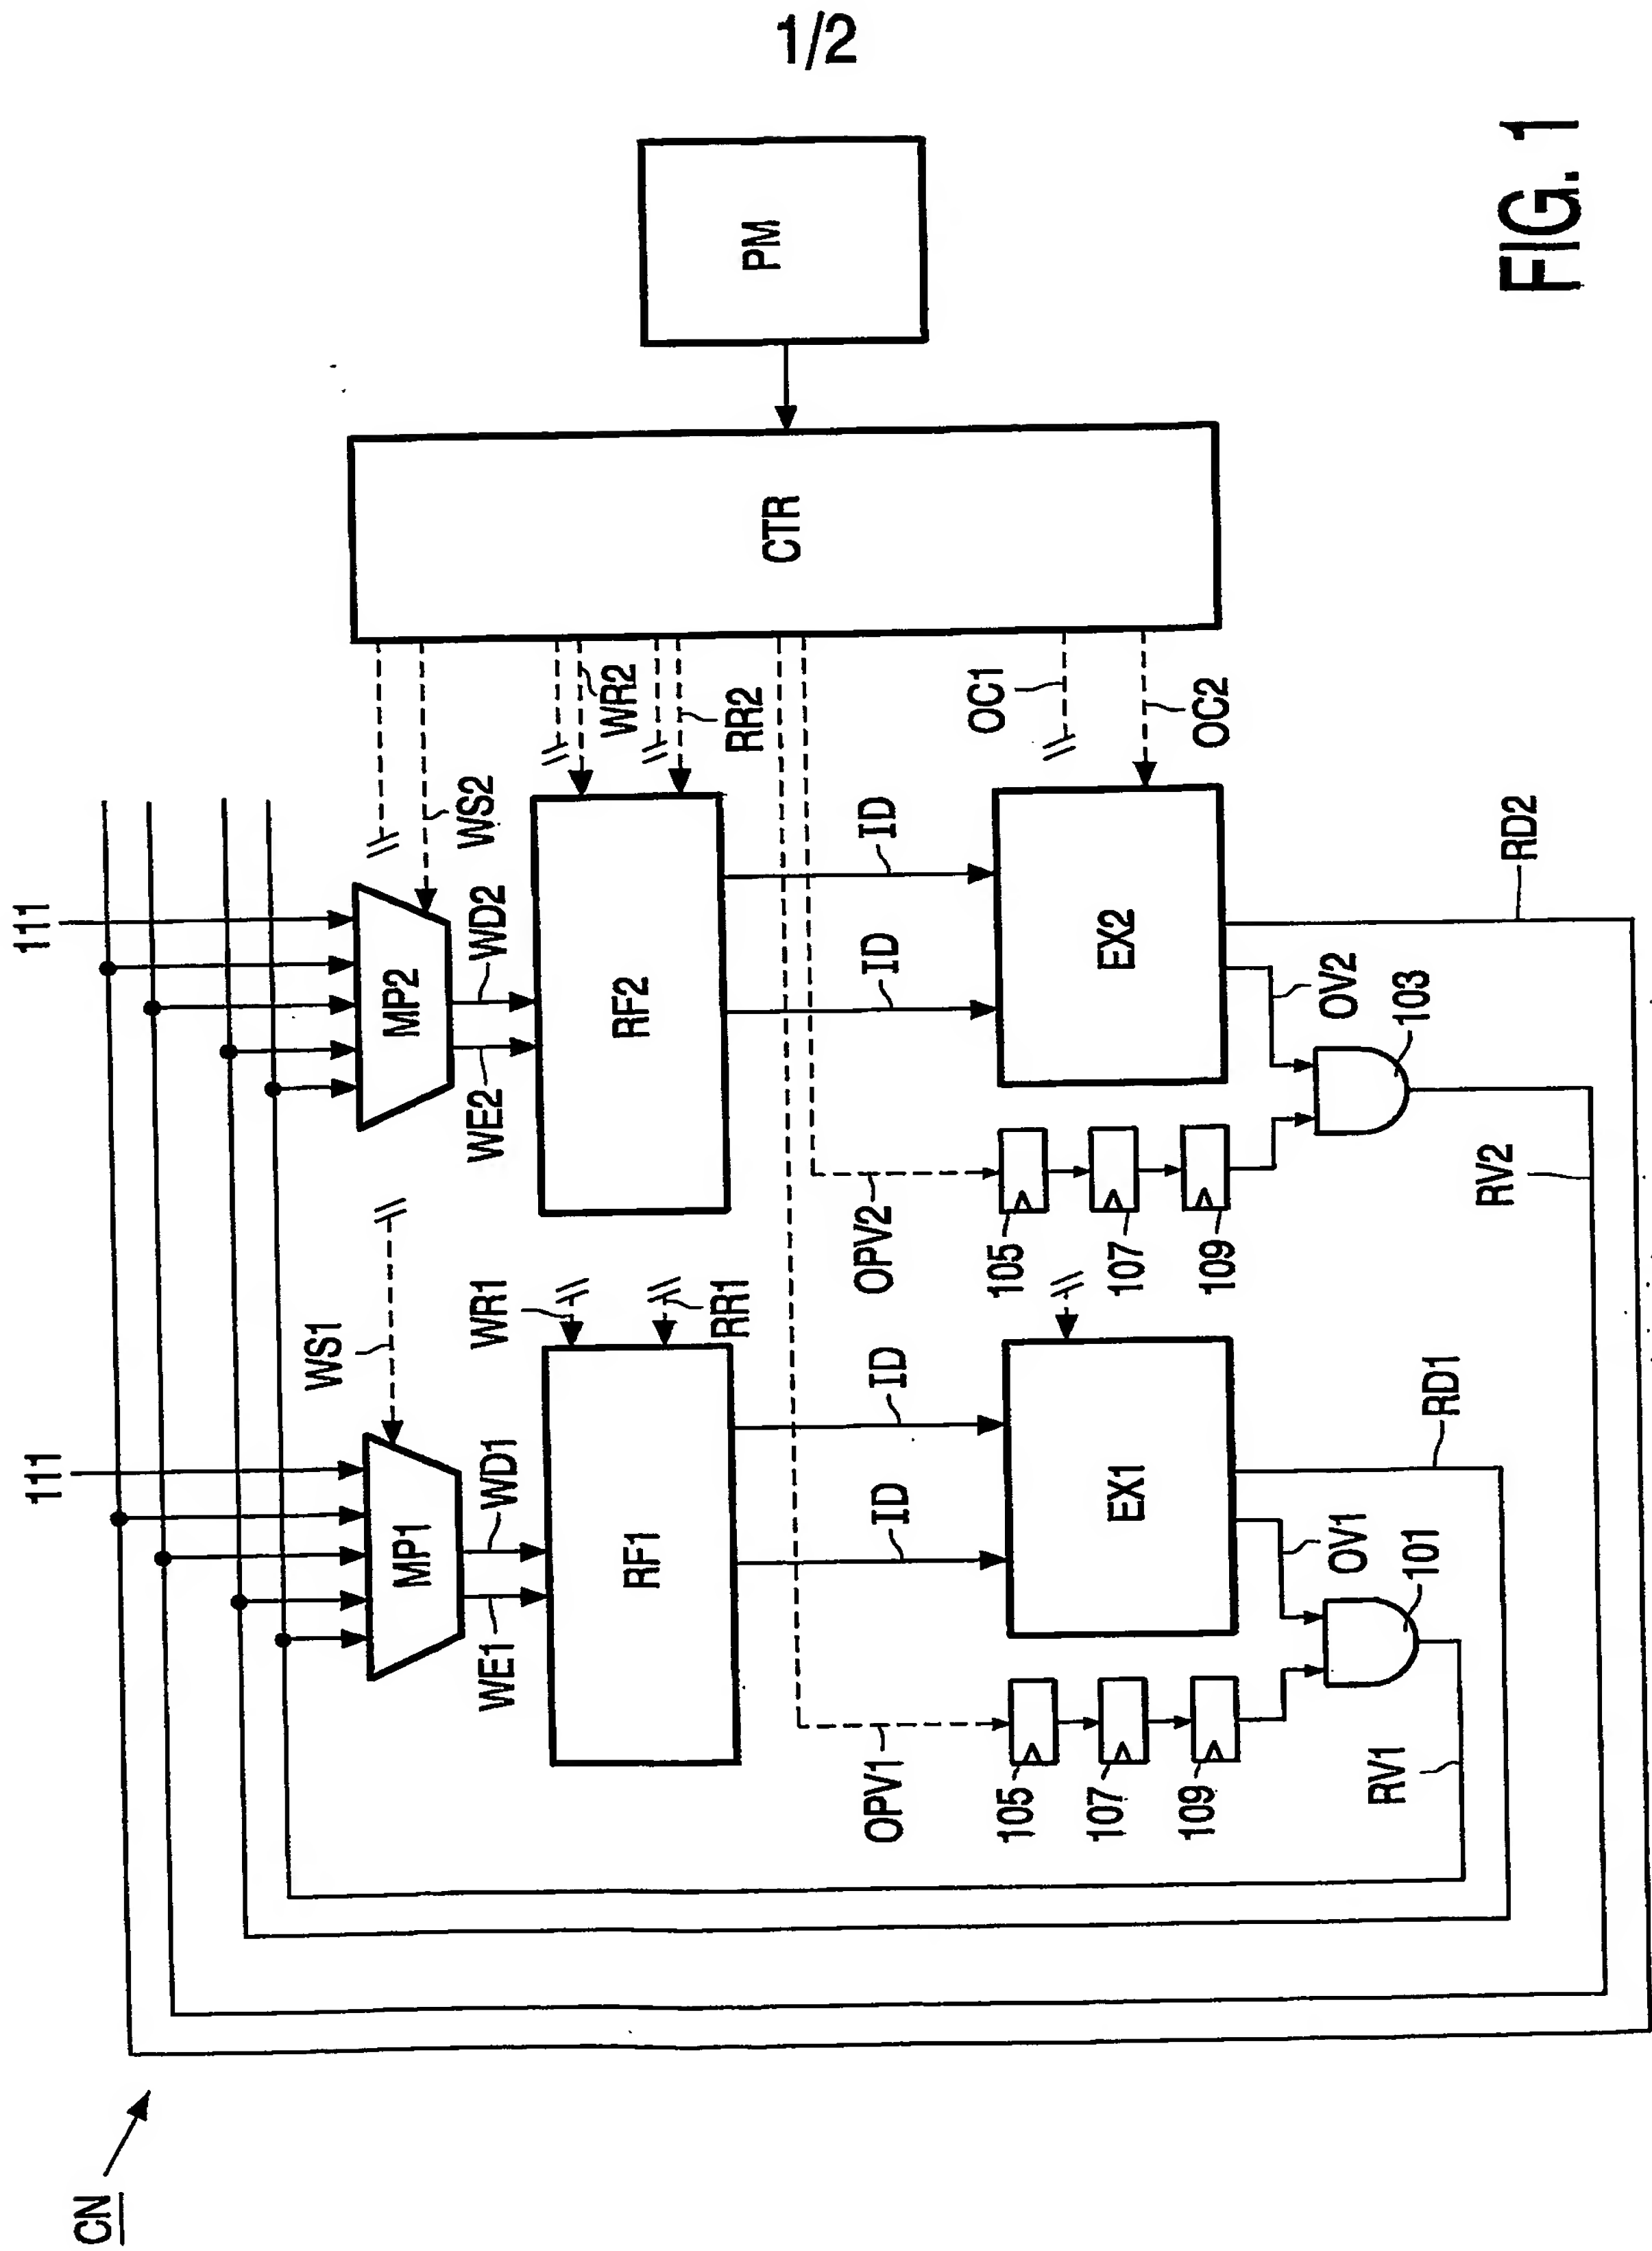 1/2
PM
CTR
WR2
RR2
OC1
OC2
WS2
111
MP2
WD2
WE2
RF2
ID
ID
EX2
RD2
OV2
103
OPV2
105
107
109
RV2
WS1
WR1
RR1
111
MP1
WD1
WE1
RF1
ID
ID
EX1
RD1
OV1
101
OPV1
105
107
109
RV1
CN
FIG. 1